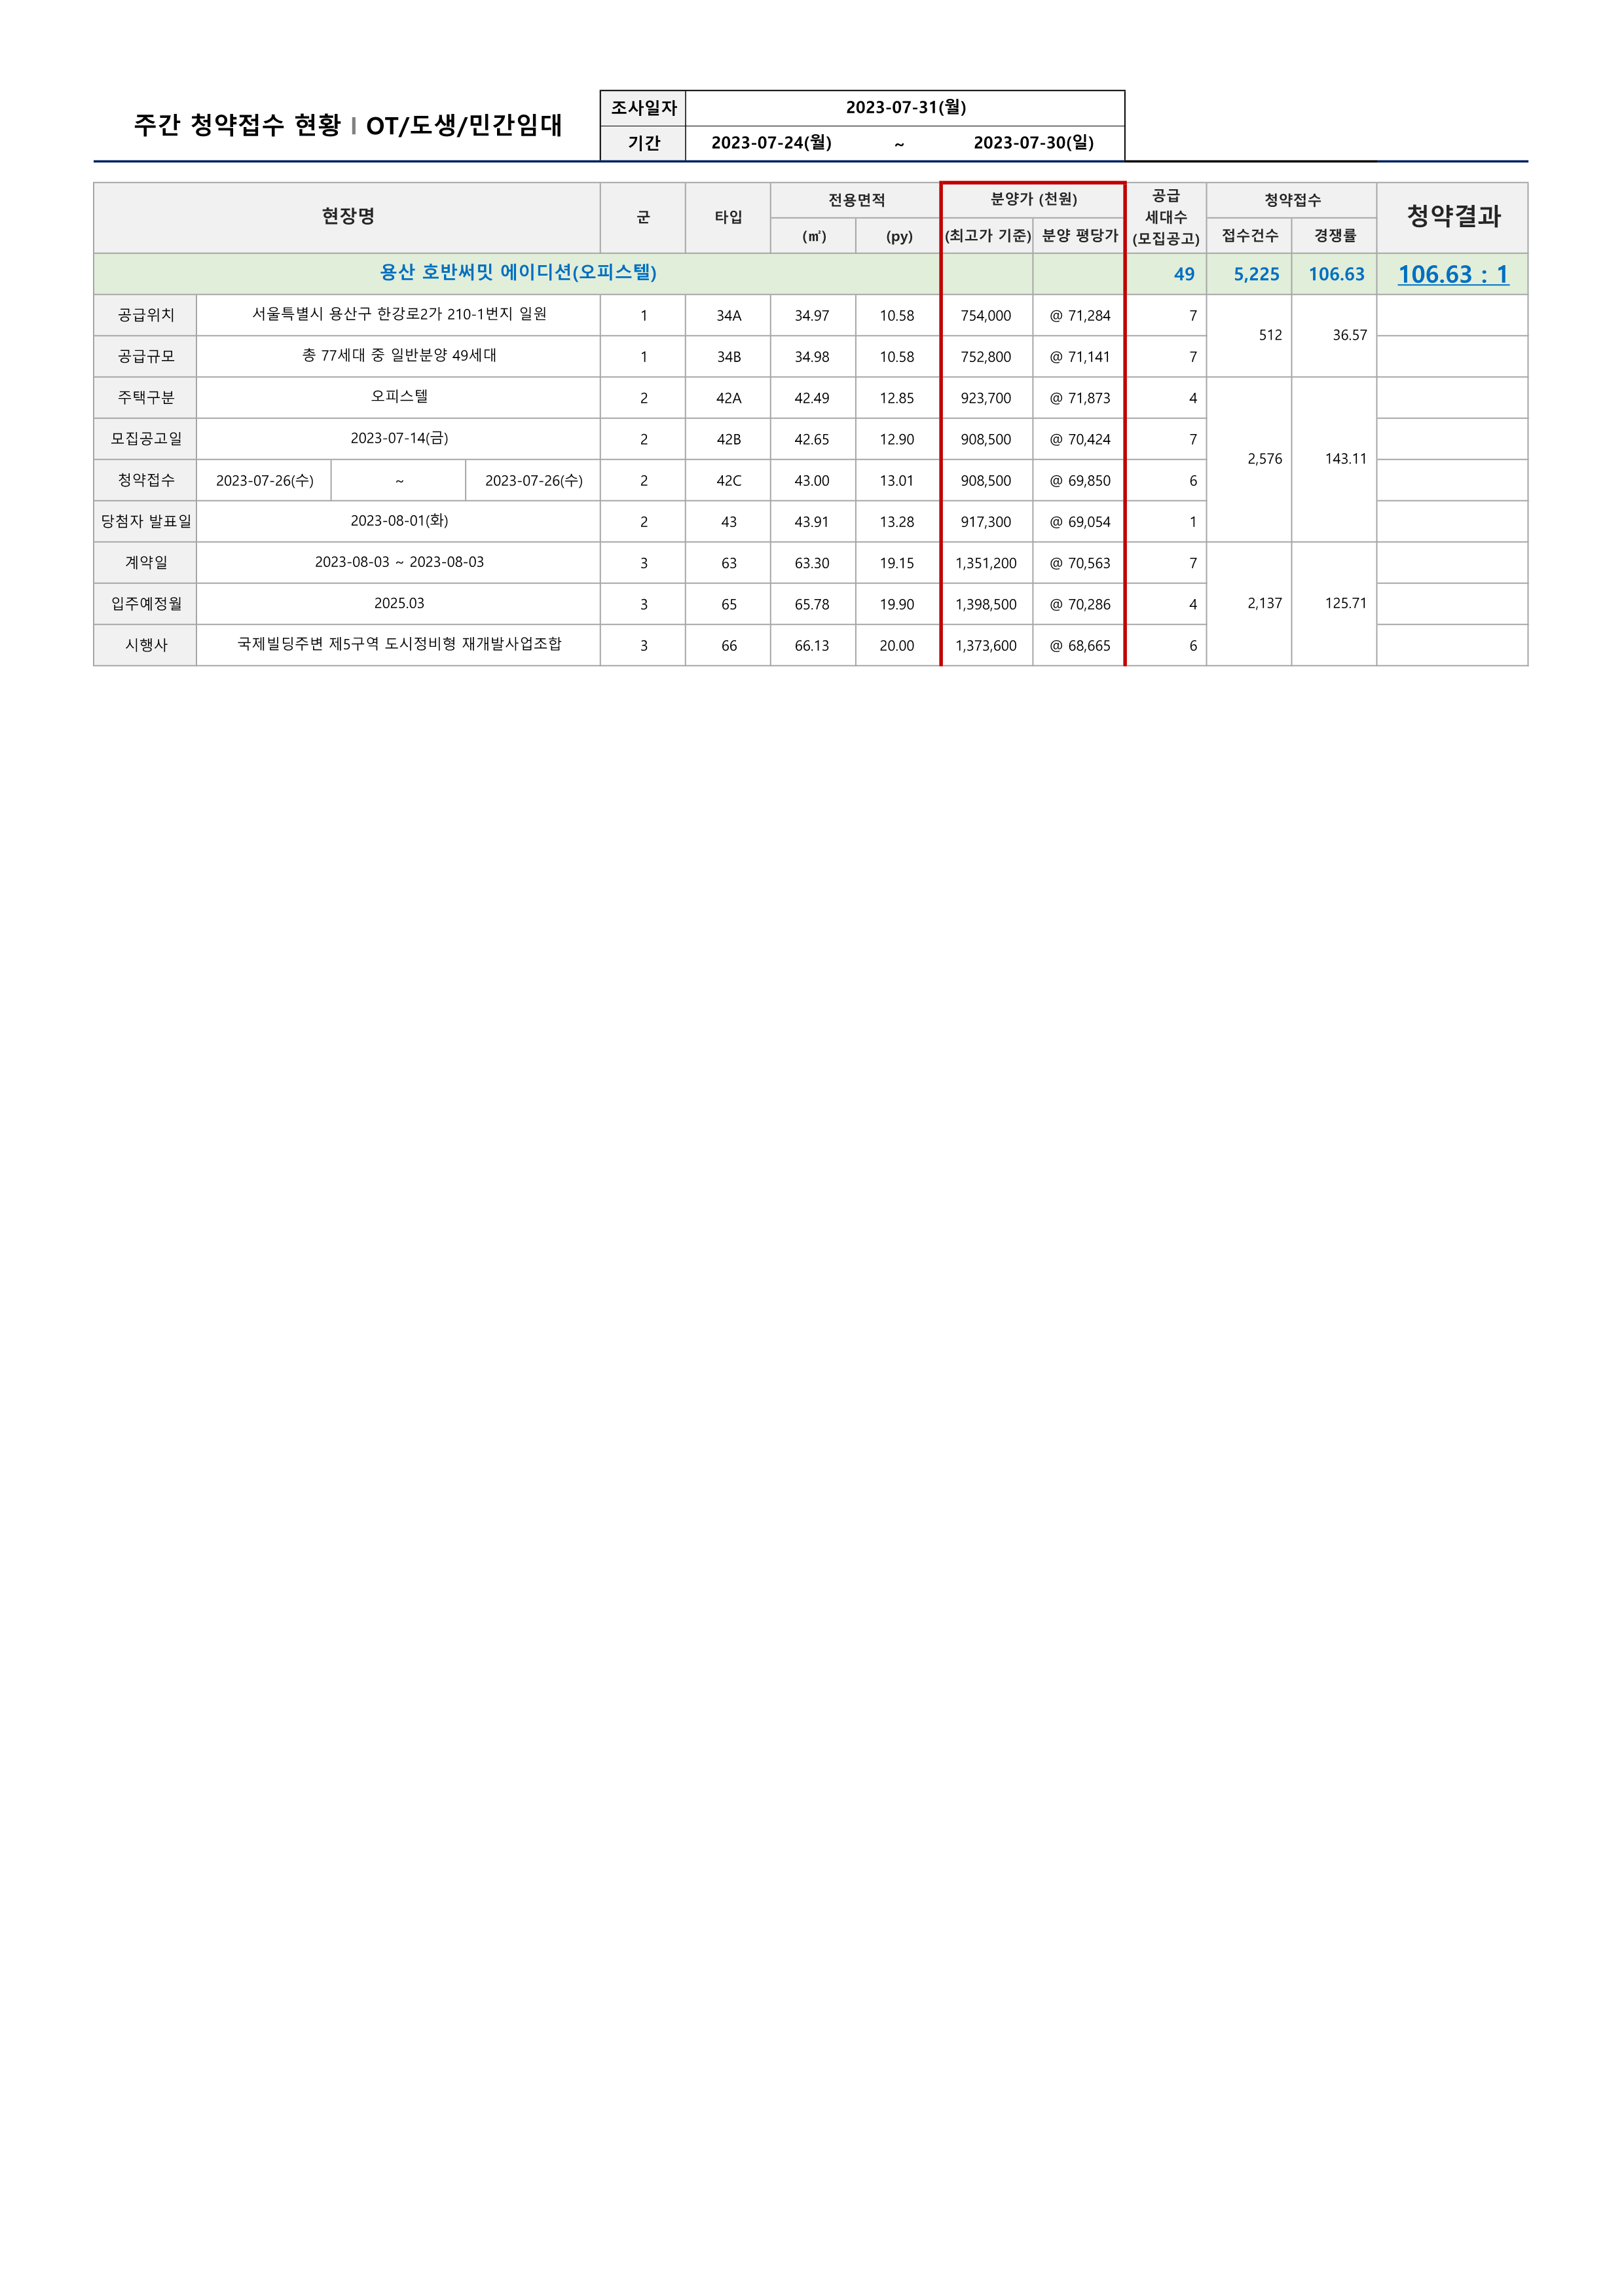 주간 청약접수 현황 l OT/도생/민간임대
조사일자 2023-07-31(월)
기간 2023-07-24(월) ~ 2023-07-30(일)
현장명 군 타입 전용면적 분양가 (천원) 공급 세대수 (모집공고) 청약접수 청약결과
(㎡) (py) (최고가 기준) 분양 평당가 접수건수 경쟁률
용산 호반써밋 에이디션(오피스텔) 49 5,225 106.63 106.63 : 1
공급위치 서울특별시 용산구 한강로2가 210-1번지 일원 1 34A 34.97 10.58 754,000 @ 71,284 7 512 36.57
공급규모 총 77세대 중 일반분양 49세대 1 34B 34.98 10.58 752,800 @ 71,141 7
주택구분 오피스텔 2 42A 42.49 12.85 923,700 @ 71,873 4 2,576 143.11
모집공고일 2023-07-14(금) 2 42B 42.65 12.90 908,500 @ 70,424 7
청약접수 2023-07-26(수) ~ 2023-07-26(수) 2 42C 43.00 13.01 908,500 @ 69,850 6
당첨자 발표일 2023-08-01(화) 2 43 43.91 13.28 917,300 @ 69,054 1
계약일 2023-08-03 ~ 2023-08-03 3 63 63.30 19.15 1,351,200 @ 70,563 7 2,137 125.71
입주예정월 2025.03 3 65 65.78 19.90 1,398,500 @ 70,286 4
시행사 국제빌딩주변 제5구역 도시정비형 재개발사업조합 3 66 66.13 20.00 1,373,600 @ 68,665 6